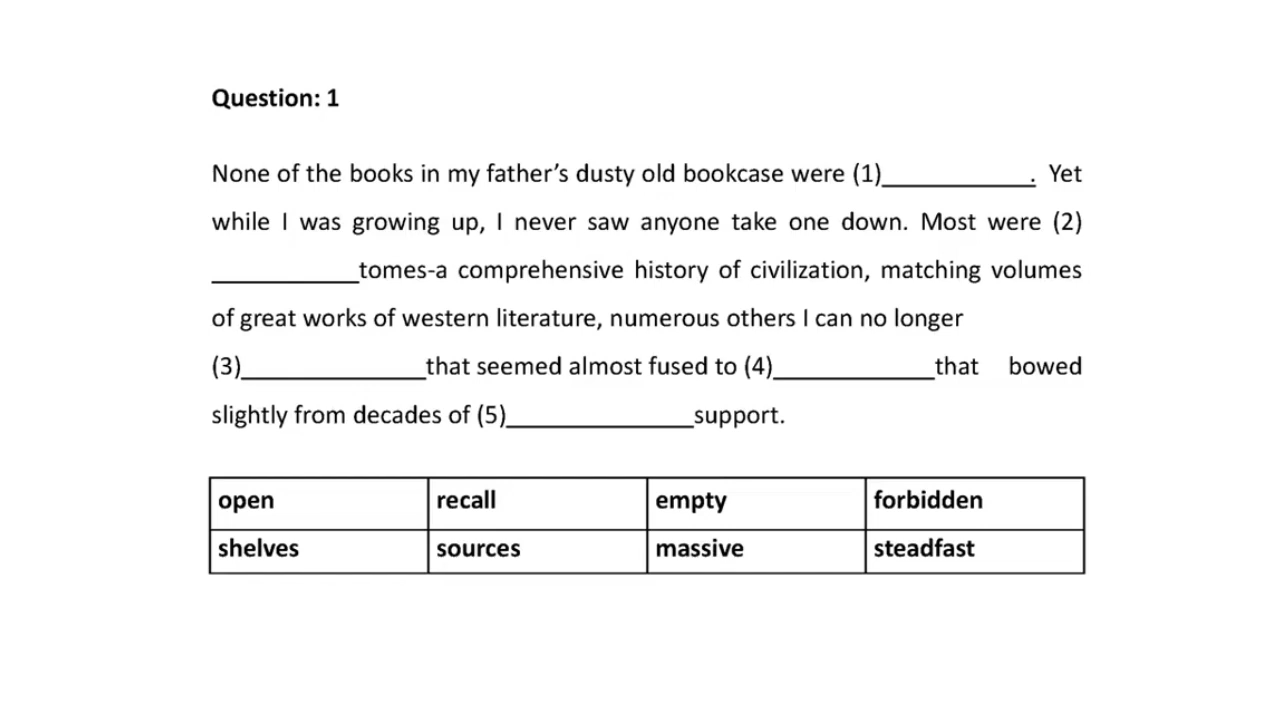 Question: 1
None of the books in my father’s dusty old bookcase were (1)____________. Yet
while I was growing up, I never saw anyone take one down. Most were (2)
____________tomes-a comprehensive history of civilization, matching volumes
of great works of western literature, numerous others I can no longer
(3)_______________that seemed almost fused to (4)_____________that bowed
slightly from decades of (5)_______________support.
open recall empty forbidden
shelves sources massive steadfast